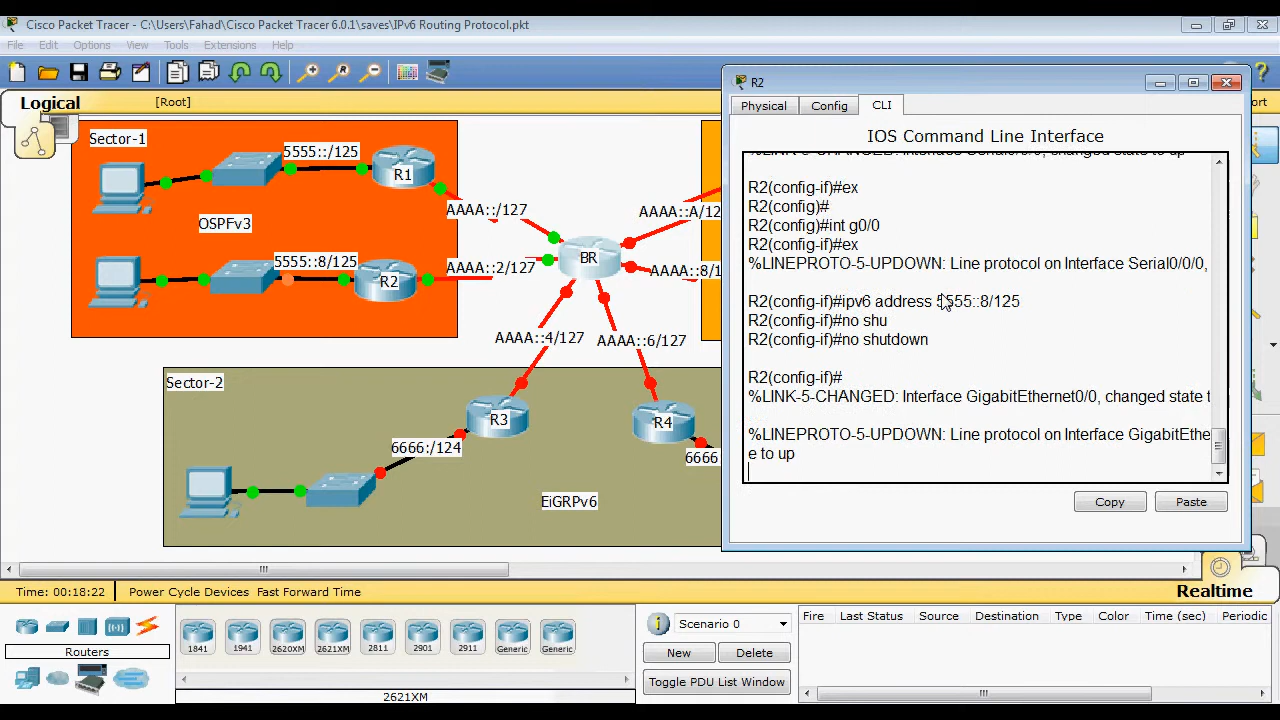 Cisco Packet Tracer - C:\Users\Fahad\Cisco Packet Tracer 6.0.1\saves\IPv6 Routing Protocol.pkt
File Edit Options View Tools Extensions Help
Logical
[Root]
Sector-1
5555::/125
R1
OSPFv3
AAAA::/127
5555::8/125
R2
AAAA::2/127
BR
AAAA::A/12
AAAA::8/1
AAAA::4/127
AAAA::6/127
Sector-2
R3
R4
6666:/124
6666
EiGRPv6
R2
Physical Config CLI
IOS Command Line Interface
R2(config-if)#ex
R2(config)#
R2(config)#int g0/0
R2(config-if)#ex
%LINEPROTO-5-UPDOWN: Line protocol on Interface Serial0/0/0,
R2(config-if)#ipv6 address 5555::8/125
R2(config-if)#no shu
R2(config-if)#no shutdown
R2(config-if)#
%LINK-5-CHANGED: Interface GigabitEthernet0/0, changed state t
%LINEPROTO-5-UPDOWN: Line protocol on Interface GigabitEthe
e to up
Copy Paste
port
Time: 00:18:22 Power Cycle Devices Fast Forward Time
Realtime
Routers
1841 1941 2620XM 2621XM 2811 2901 2911 Generic Generic
2621XM
Scenario 0
New Delete
Toggle PDU List Window
Fire Last Status Source Destination Type Color Time (sec) Periodic